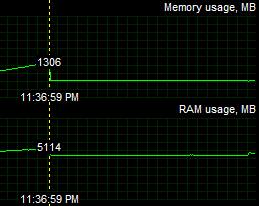 Memory usage, MB
1306
11:36:59 PM
RAM usage, MB
5114
11:36:59 PM